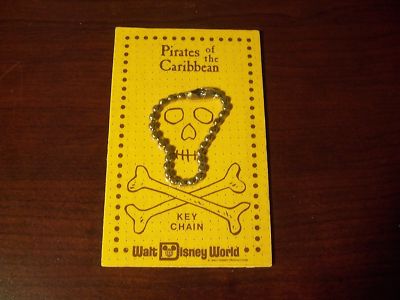 Pirates of
the
Caribbean
KEY
CHAIN
Walt Disney World